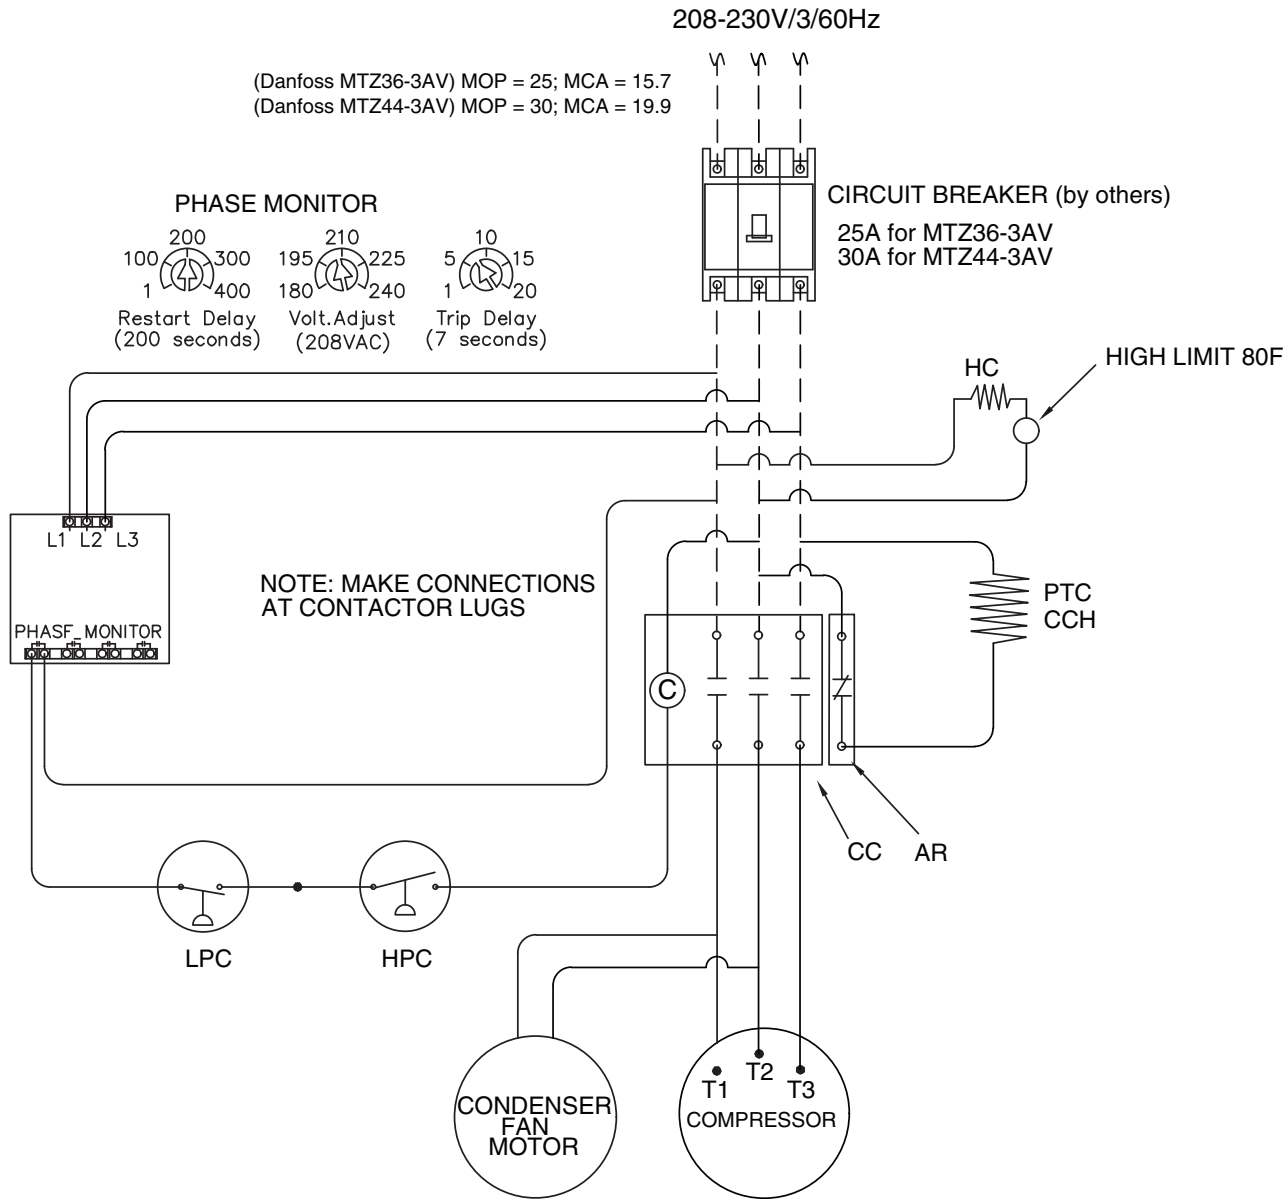 208-230V/3/60Hz
(Danfoss MTZ36-3AV) MOP = 25; MCA = 15.7
(Danfoss MTZ44-3AV) MOP = 30; MCA = 19.9
PHASE MONITOR
CIRCUIT BREAKER (by others)
25A for MTZ36-3AV
30A for MTZ44-3AV
200
100 300
1 400
Restart Delay
(200 seconds)
210
195 225
180 240
Volt.Adjust
(208VAC)
10
5 15
1 20
Trip Delay
(7 seconds)
HC
HIGH LIMIT 80F
L1 L2 L3
NOTE: MAKE CONNECTIONS
AT CONTACTOR LUGS
PTC
CCH
PHASF_MONITOR
C
CC
AR
LPC
HPC
T1 T2 T3
COMPRESSOR
CONDENSER
FAN
MOTOR